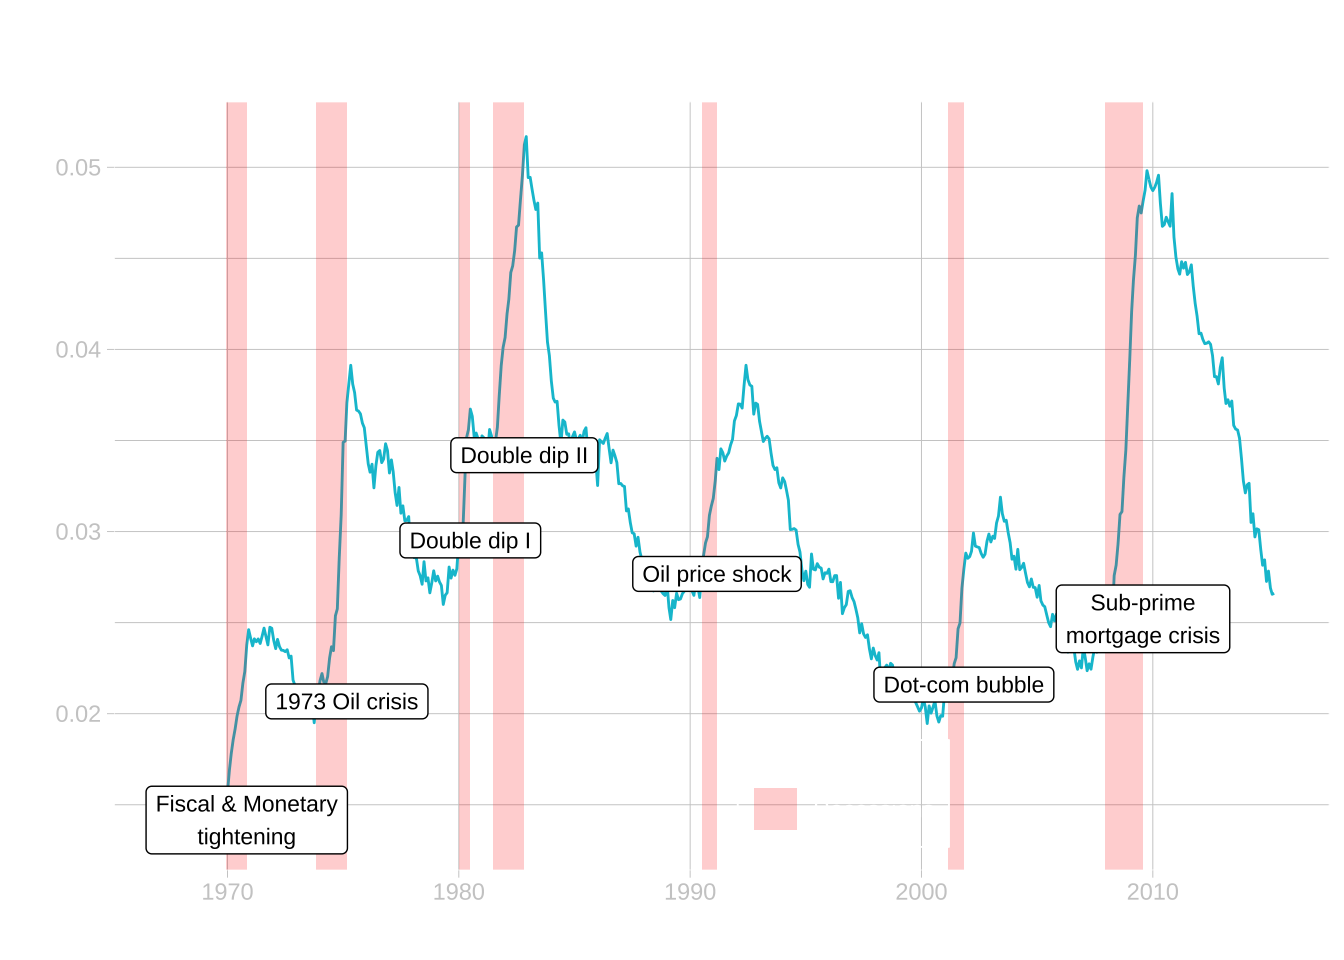 0.05
0.04
0.03
0.02
Double dip II
Double dip I
Oil price shock
Sub-prime
mortgage crisis
Dot-com bubble
1973 Oil crisis
Fiscal & Monetary
tightening
1970
1980
1990
2000
2010